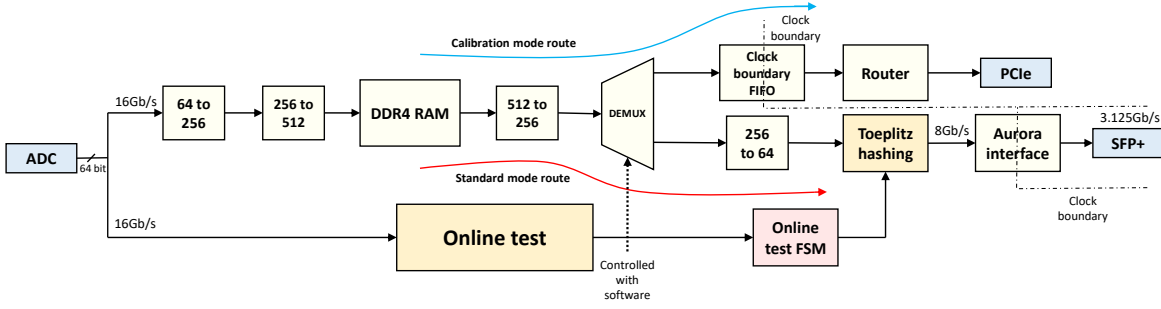 Calibration mode route
Clock
boundary
Clock
boundary
FIFO
Router
PCIe
16Gb/s
64 to
256
256 to
512
DDR4 RAM
512 to
256
DEMUX
256
to 64
Toeplitz
hashing
8Gb/s
Aurora
interface
3.125Gb/s
SFP+
ADC
64 bit
Standard mode route
Clock
boundary
16Gb/s
Online test
Online
test FSM
Controlled
with
software